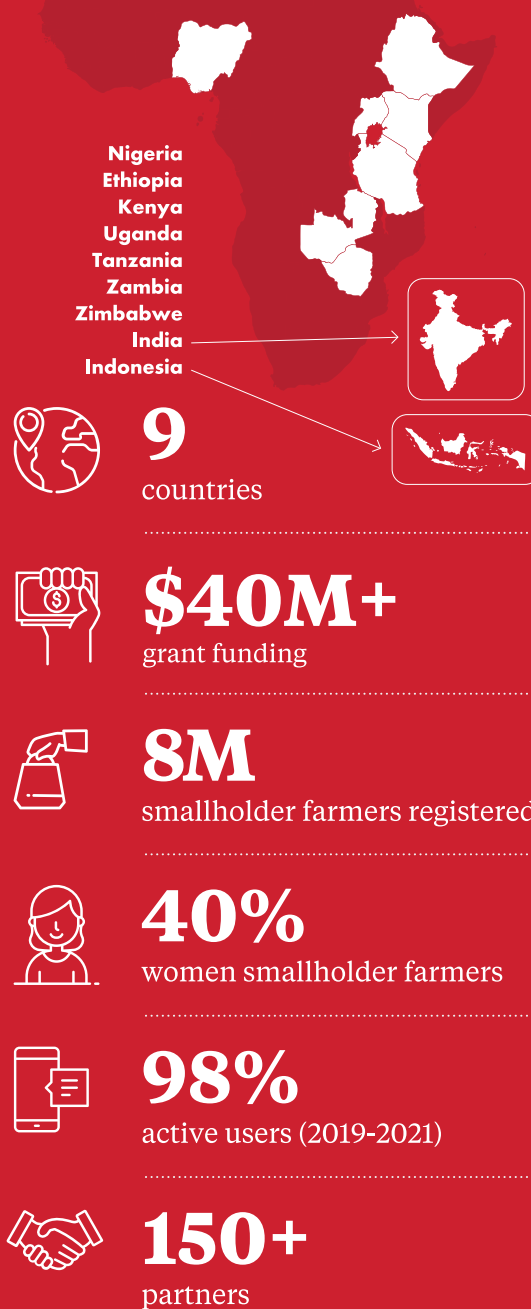 Nigeria
Ethiopia
Kenya
Uganda
Tanzania
Zambia
Zimbabwe
India
Indonesia
9
countries
$40M+
grant funding
8M
smallholder farmers registered
40%
women smallholder farmers
98%
active users (2019-2021)
150+
partners